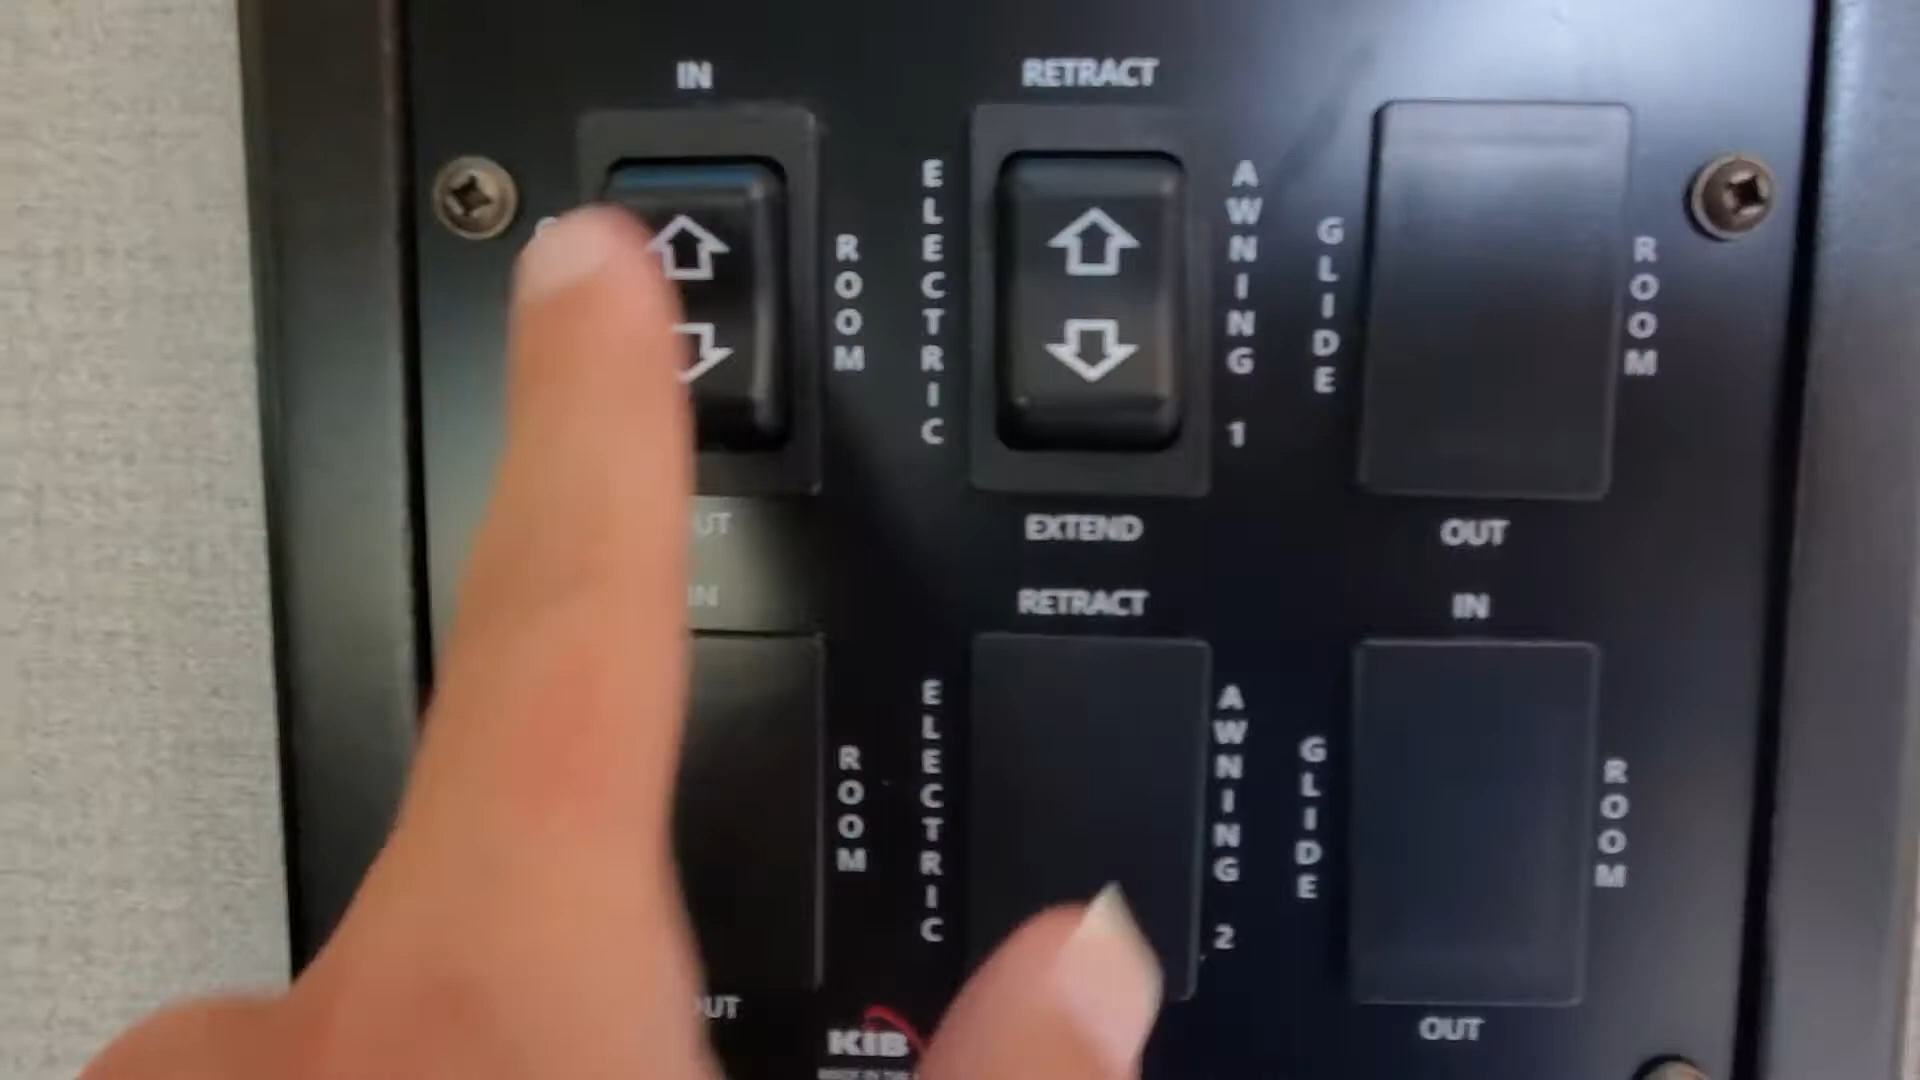 IN
RETRACT
ROOM
ELECTRIC
AWNING 1
GLIDE
ROOM
EXTEND
OUT
RETRACT
IN
ROOM
ELECTRIC
AWNING 2
GLIDE
ROOM
OUT
KIB